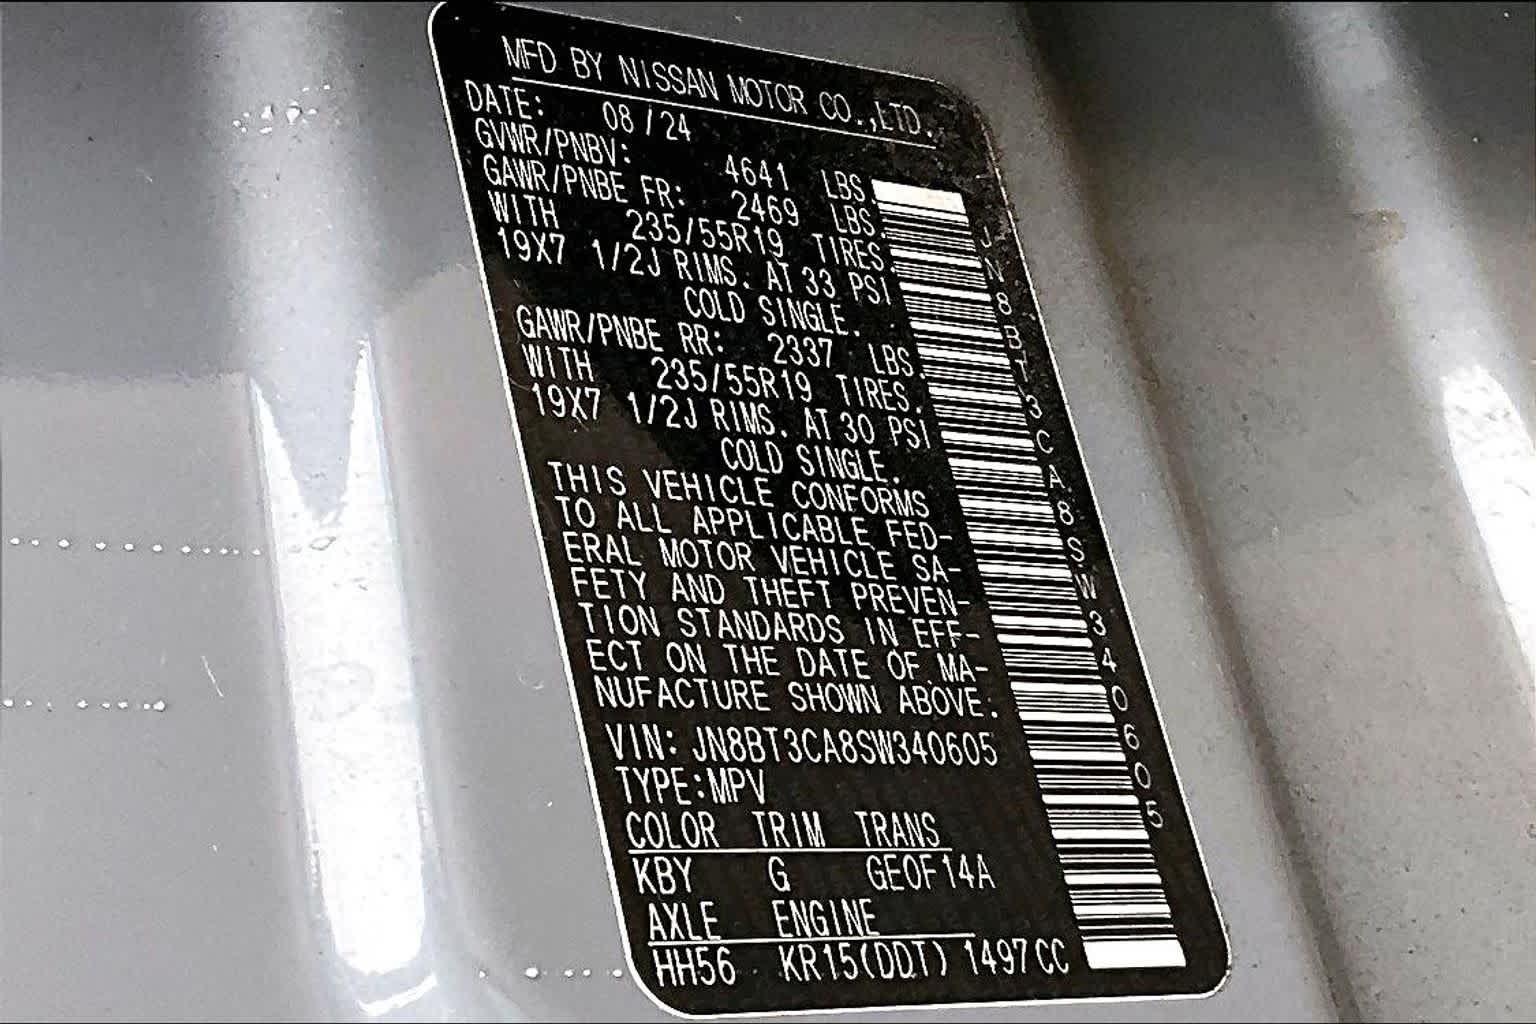 MFD BY NISSAN MOTOR CO.,LTD.
DATE: 08/24
GVWR/PNBV: 4641 LBS.
GAWR/PNBE FR: 2469 LBS.
WITH 235/55R19 TIRES.
19X7 1/2J RIMS. AT 33 PSI
COLD SINGLE.
GAWR/PNBE RR: 2337 LBS.
WITH 235/55R19 TIRES.
19X7 1/2J RIMS. AT 30 PSI
COLD SINGLE.
THIS VEHICLE CONFORMS
TO ALL APPLICABLE FED-
ERAL MOTOR VEHICLE SA-
FETY AND THEFT PREVEN-
TION STANDARDS IN EFF-
ECT ON THE DATE OF MA-
NUFACTURE SHOWN ABOVE.
VIN: JN8BT3CA8SW340605
TYPE:MPV
COLOR TRIM TRANS
KBY G GE0F14A
AXLE ENGINE
HH56 KR15(DDT) 1497CC
JN8BT3CA8SW340605